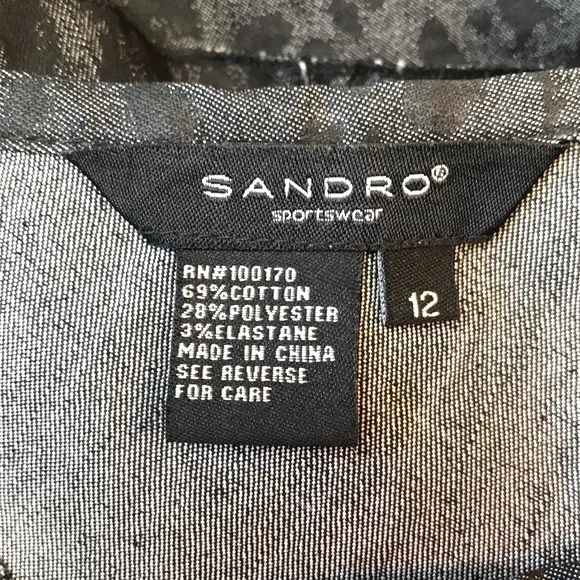 SANDRO®
sportswear
RN#100170
69%COTTON
28%POLYESTER
3%ELASTANE
MADE IN CHINA
SEE REVERSE
FOR CARE
12